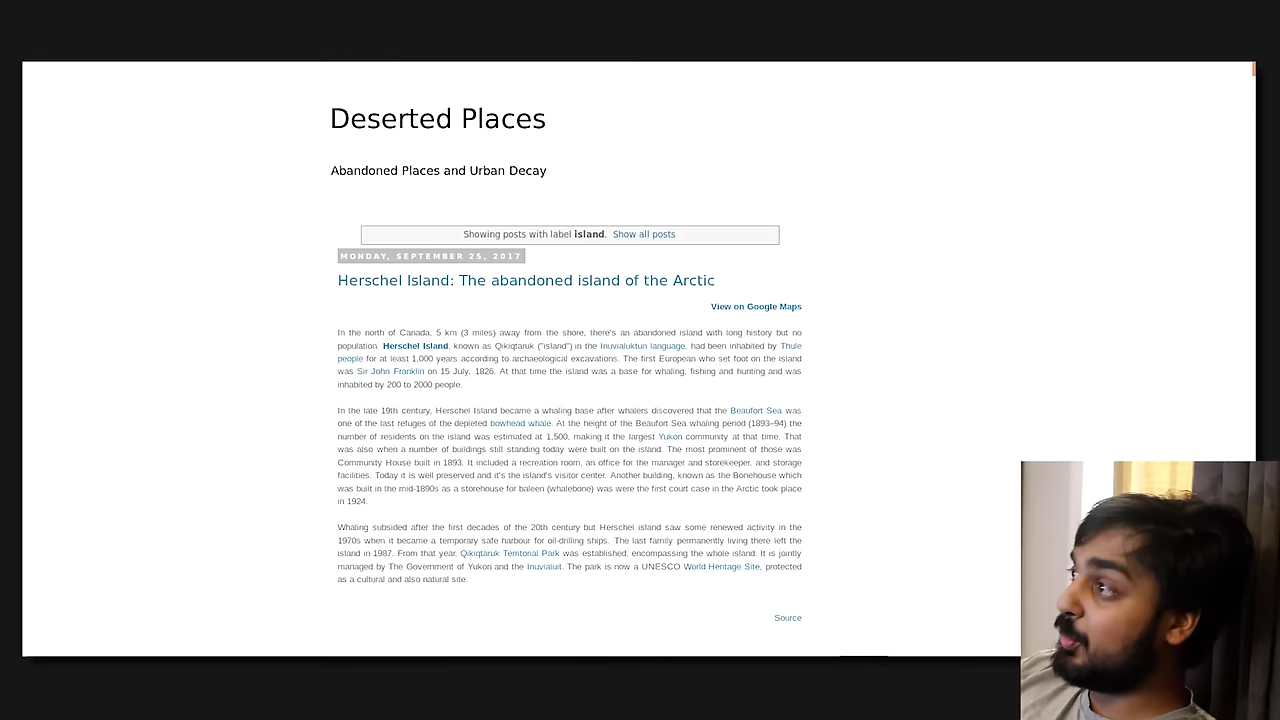 Deserted Places
Abandoned Places and Urban Decay
Showing posts with label island. Show all posts
MONDAY, SEPTEMBER 25, 2017
Herschel Island: The abandoned island of the Arctic
View on Google Maps
In the north of Canada, 5 km (3 miles) away from the shore, there's an abandoned island with long history but no
population. Herschel Island, known as Qikiqtaruk ("island") in the Inuvialuktun language, had been inhabited by Thule
people for at least 1,000 years according to archaeological excavations. The first European who set foot on the island
was Sir John Franklin on 15 July, 1826. At that time the island was a base for whaling, fishing and hunting and was
inhabited by 200 to 2000 people.
In the late 19th century, Herschel Island became a whaling base after whalers discovered that the Beaufort Sea was
one of the last refuges of the depleted bowhead whale. At the height of the Beaufort Sea whaling period (1893–94) the
number of residents on the island was estimated at 1,500, making it the largest Yukon community at that time. That
was also when a number of buildings still standing today were built on the island. The most prominent of those was
Community House built in 1893. It included a recreation room, an office for the manager and storekeeper, and storage
facilities. Today it is well preserved and it's the island's visitor center. Another building, known as the Bonehouse which
was built in the mid-1890s as a storehouse for baleen (whalebone) was were the first court case in the Arctic took place
in 1924.
Whaling subsided after the first decades of the 20th century but Herschel island saw some renewed activity in the
1970s when it became a temporary safe harbour for oil-drilling ships. The last family permanently living there left the
island in 1987. From that year, Qikiqtaruk Territorial Park was established, encompassing the whole island. It is jointly
managed by The Government of Yukon and the Inuvialuit. The park is now a UNESCO World Heritage Site, protected
as a cultural and also natural site.
Source